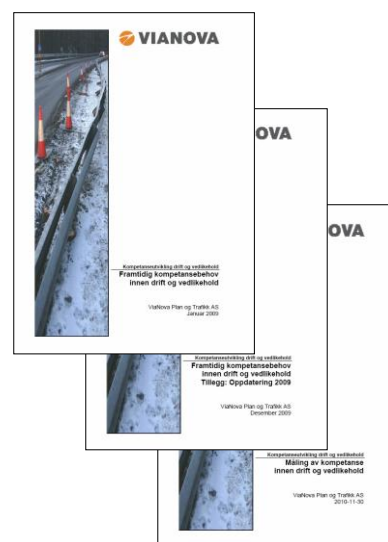 VIANOVA
Kompetanseutvikling drift og vedlikehold
Framtidig kompetansebehov
innen drift og vedlikehold
ViaNova Plan og Trafikk AS
Januar 2009
OVA
Kompetanseutvikling drift og vedlikehold
Framtidig kompetansebehov
innen drift og vedlikehold
Tillegg: Oppdatering 2009
ViaNova Plan og Trafikk AS
Desember 2009
OVA
Kompetanseutvikling drift og vedlikehold
Måling av kompetanse
innen drift og vedlikehold
ViaNova Plan og Trafikk AS
2010-11-30